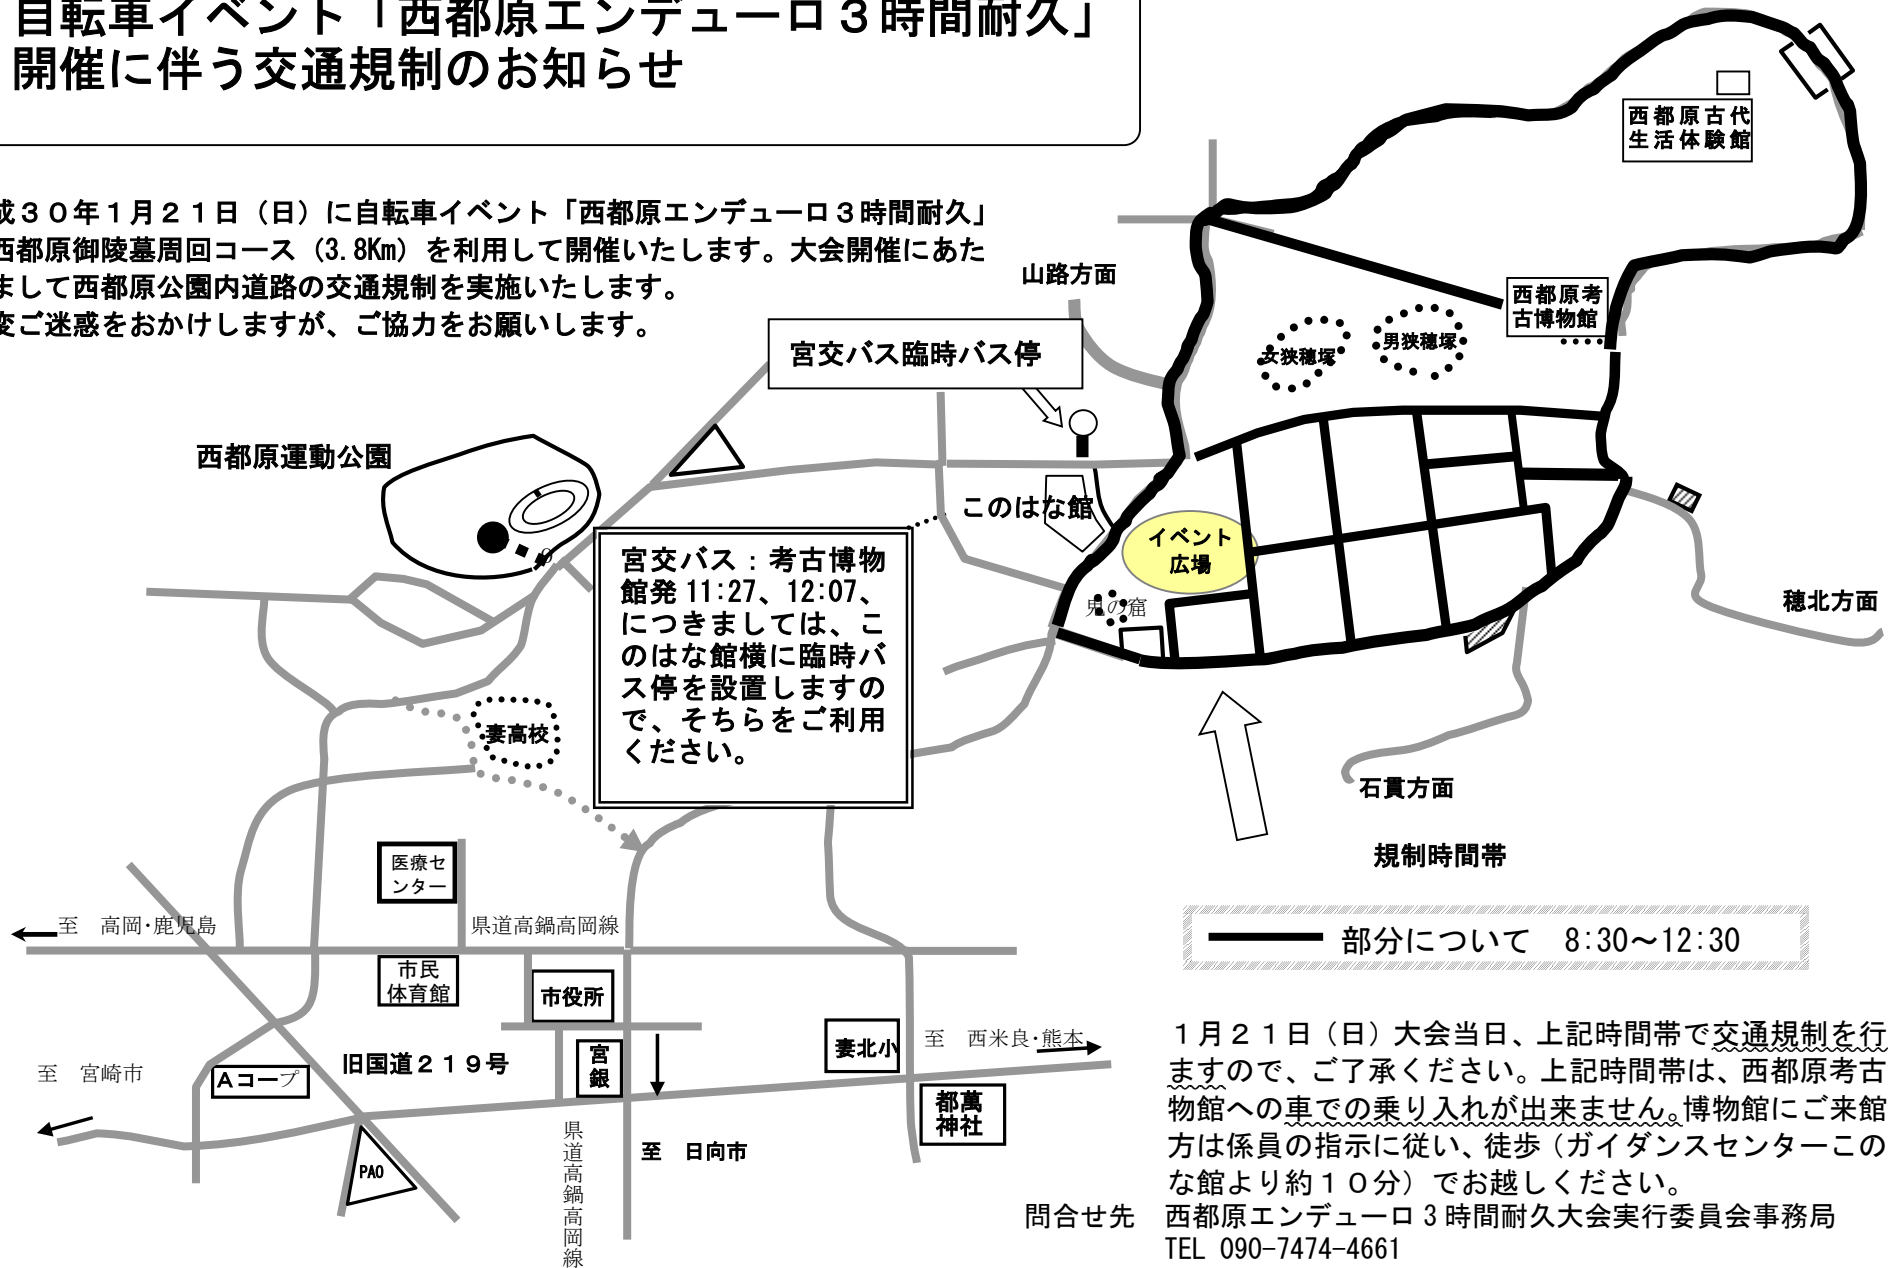 自転車イベント「西都原エンデューロ３時間耐久」
開催に伴う交通規制のお知らせ
成３０年１月２１日（日）に自転車イベント「西都原エンデューロ３時間耐久」
西都原御陵墓周回コース（3.8Km）を利用して開催いたします。大会開催にあた
まして西都原公園内道路の交通規制を実施いたします。
変ご迷惑をおかけしますが、ご協力をお願いします。
西都原古代
生活体験館
山路方面
西都原考
古博物館
女狭穂塚
男狭穂塚
宮交バス臨時バス停
西都原運動公園
このはな館
イベント
広場
鬼の窟
宮交バス：考古博物
館発 11:27、12:07、
につきましては、こ
のはな館横に臨時バ
ス停を設置しますの
で、そちらをご利用
ください。
穂北方面
妻高校
石貫方面
規制時間帯
医療セ
ンター
至　高岡・鹿児島
県道高鍋高岡線
部分について　8:30～12:30
市民
体育館
市役所
旧国道２１９号
宮
銀
妻北小
至　西米良・熊本
至　宮崎市
Aコープ
都萬
神社
県道高鍋高岡線
至　日向市
PAO
１月２１日（日）大会当日、上記時間帯で交通規制を行
ますので、ご了承ください。上記時間帯は、西都原考古
物館への車での乗り入れが出来ません。博物館にご来館
方は係員の指示に従い、徒歩（ガイダンスセンターこの
な館より約１０分）でお越しください。
問合せ先　西都原エンデューロ３時間耐久大会実行委員会事務局
TEL 090-7474-4661